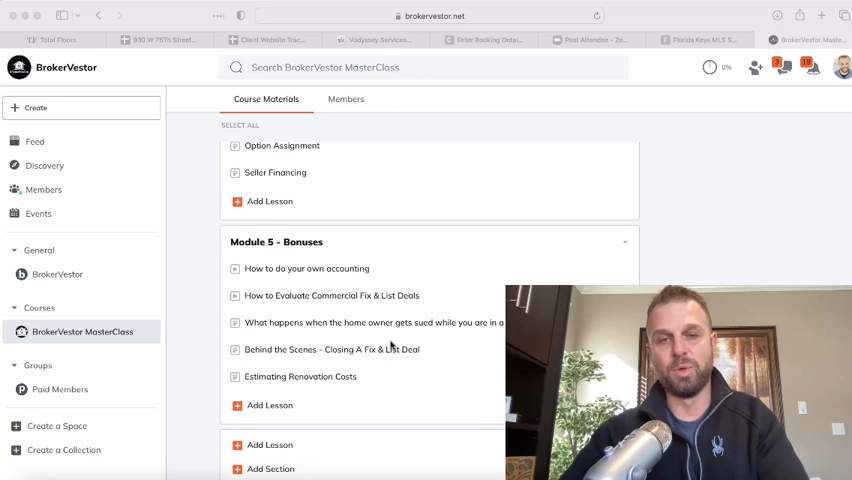 brokervestor.net
Total Floors
930 W 75Th Street...
Client Website Trac...
Vodyssey Services...
Enter Booking Detai...
Post Attendee - Zo...
Florida Keys MLS S...
BrokerVestor Maste...
BrokerVestor
Search BrokerVestor MasterClass
0%
3
19
Create
Course Materials
Members
SELECT ALL
Feed
Discovery
Members
Events
General
BrokerVestor
Courses
BrokerVestor MasterClass
Groups
Paid Members
Create a Space
Create a Collection
Option Assignment
Seller Financing
Add Lesson
Module 5 - Bonuses
How to do your own accounting
How to Evaluate Commercial Fix & List Deals
What happens when the home owner gets sued while you are in a
Behind the Scenes - Closing A Fix & List Deal
Estimating Renovation Costs
Add Lesson
Add Lesson
Add Section